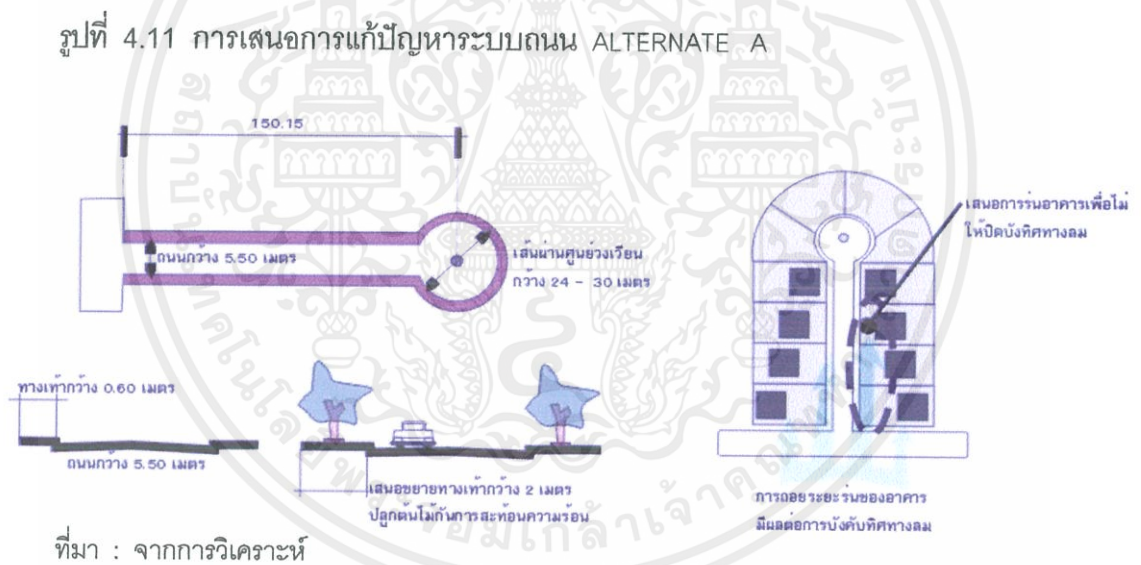 รูปที่ 4.11 การเสนอการแก้ปัญหาระบบถนน ALTERNATE A
150.15
ถนนกว้าง 5.50 เมตร
เส้นผ่านศูนย์วงเวียน
กว้าง 24 - 30 เมตร
เสนอการร่นอาคารเพื่อไม่
ให้ปิดบังทิศทางลม
ทางเท้ากว้าง 0.60 เมตร
ถนนกว้าง 5.50 เมตร
เสนอขยายทางเท้ากว้าง 2 เมตร
ปลูกต้นไม้กันการสะท้อนความร้อน
การถอยระยะร่นของอาคาร
มีผลต่อการบังคับทิศทางลม
ที่มา : จากการวิเคราะห์